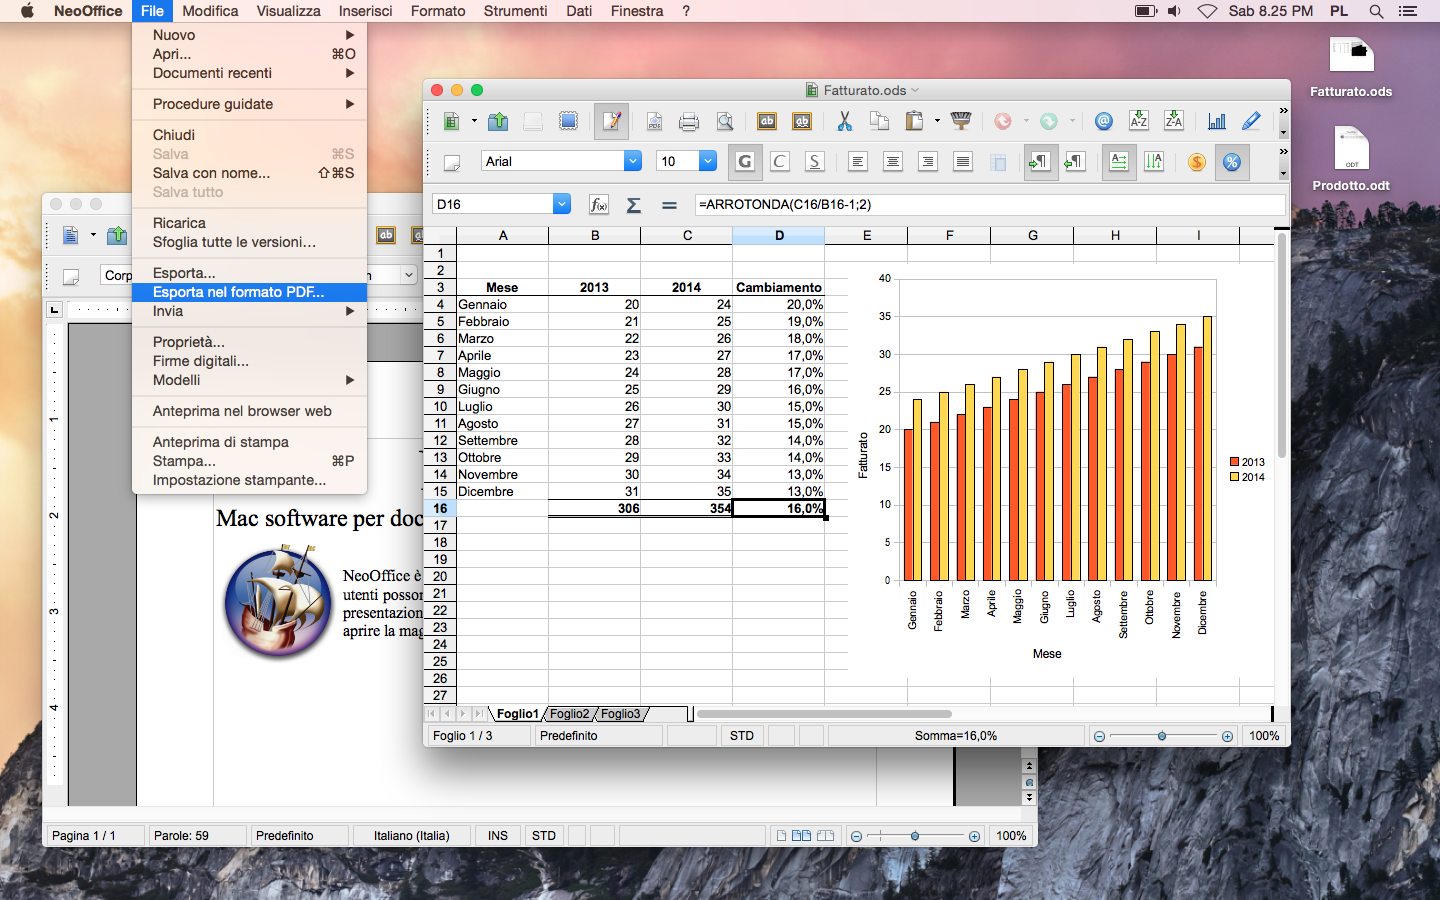 NeoOffice File Modifica Visualizza Inserisci Formato Strumenti Dati Finestra ? Sab 8.25 PM PL
Nuovo
Apri... ⌘O
Documenti recenti
Procedure guidate
Chiudi
Salva ⌘S
Salva con nome... ⇧⌘S
Salva tutto
Ricarica
Sfoglia tutte le versioni...
Esporta...
Esporta nel formato PDF...
Invia
Proprietà...
Firme digitali...
Modelli
Anteprima nel browser web
Anteprima di stampa
Stampa... ⌘P
Impostazione stampante...
Fatturato.ods
Prodotto.odt
ODT
Fatturato.ods
Arial 10 G C S
D16 =ARROTONDA(C16/B16-1;2)
A B C D E F G H I
1
2
3 Mese 2013 2014 Cambiamento
4 Gennaio 20 24 20,0%
5 Febbraio 21 25 19,0%
6 Marzo 22 26 18,0%
7 Aprile 23 27 17,0%
8 Maggio 24 28 17,0%
9 Giugno 25 29 16,0%
10 Luglio 26 30 15,0%
11 Agosto 27 31 15,0%
12 Settembre 28 32 14,0%
13 Ottobre 29 33 14,0%
14 Novembre 30 34 13,0%
15 Dicembre 31 35 13,0%
16 306 354 16,0%
17
18
19
20
21
22
23
24
25
26
27
40
35
30
25
20
15
10
5
0
Fatturato
Gennaio Febbraio Marzo Aprile Maggio Giugno Luglio Agosto Settembre Ottobre Novembre Dicembre
Mese
2013
2014
Foglio1 Foglio2 Foglio3
Foglio 1 / 3 Predefinito STD Somma=16,0% 100%
Corp
1
2
3
4
Mac software per doc
NeoOffice è
utenti posson
presentazion
aprire la mag
Pagina 1 / 1 Parole: 59 Predefinito Italiano (Italia) INS STD 100%